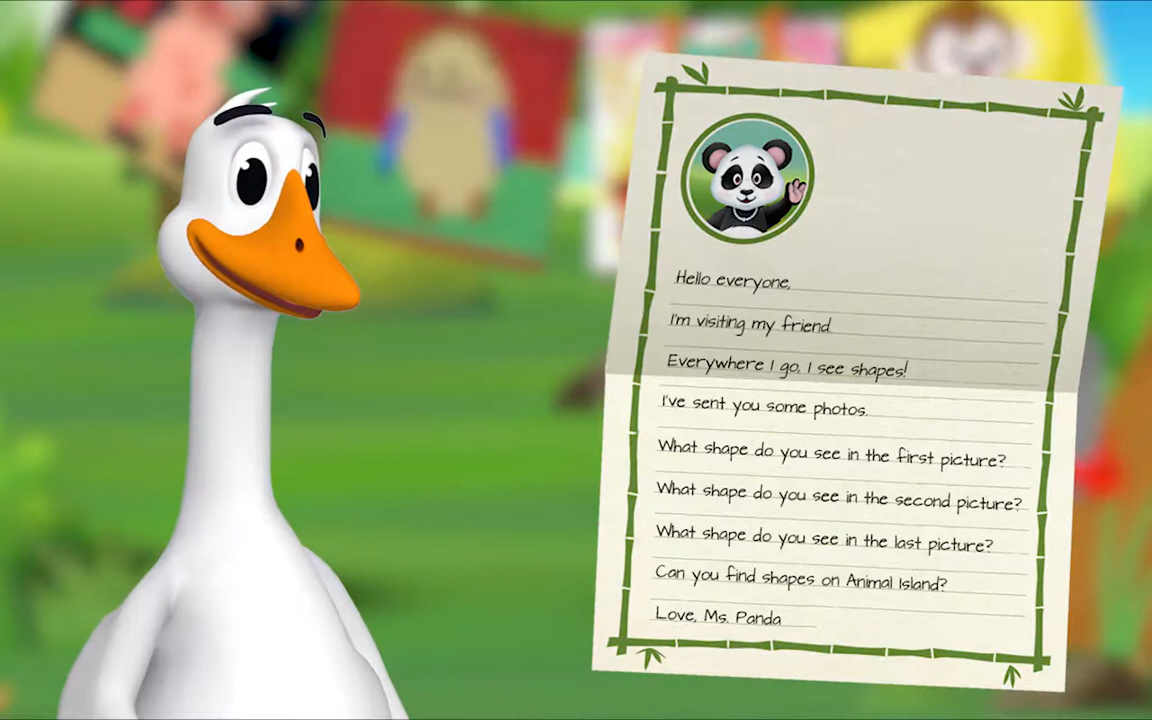 Hello everyone,
I'm visiting my friend.
Everywhere I go, I see shapes!
I've sent you some photos.
What shape do you see in the first picture?
What shape do you see in the second picture?
What shape do you see in the last picture?
Can you find shapes on Animal Island?
Love, Ms. Panda